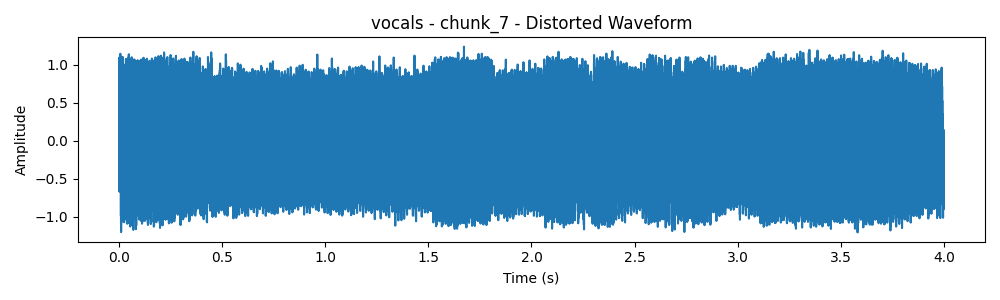 vocals - chunk_7 - Distorted Waveform
1.0
0.5
0.0
−0.5
−1.0
Amplitude
0.0 0.5 1.0 1.5 2.0 2.5 3.0 3.5 4.0
Time (s)